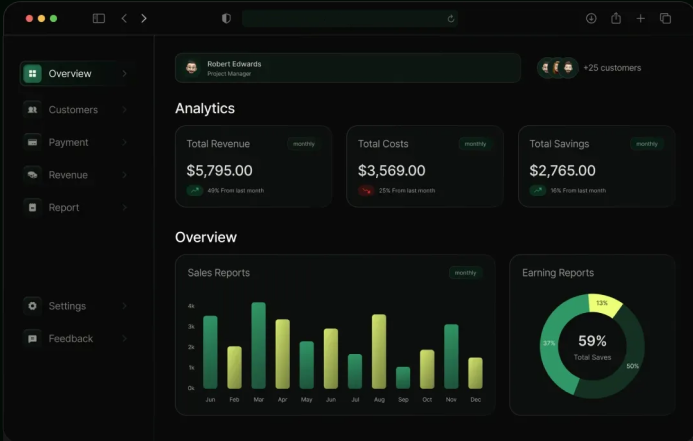 Robert Edwards
Project Manager
+25 customers
Overview
Customers
Payment
Revenue
Report
Settings
Feedback
Analytics
Total Revenue
monthly
$5,795.00
49% From last month
Total Costs
monthly
$3,569.00
25% From last month
Total Savings
monthly
$2,765.00
16% From last month
Overview
Sales Reports
monthly
4k
3k
2k
1k
0k
Jun
Feb
Mar
Apr
May
Jun
Jul
Aug
Sep
Oct
Nov
Dec
Earning Reports
13%
37%
50%
59%
Total Saves